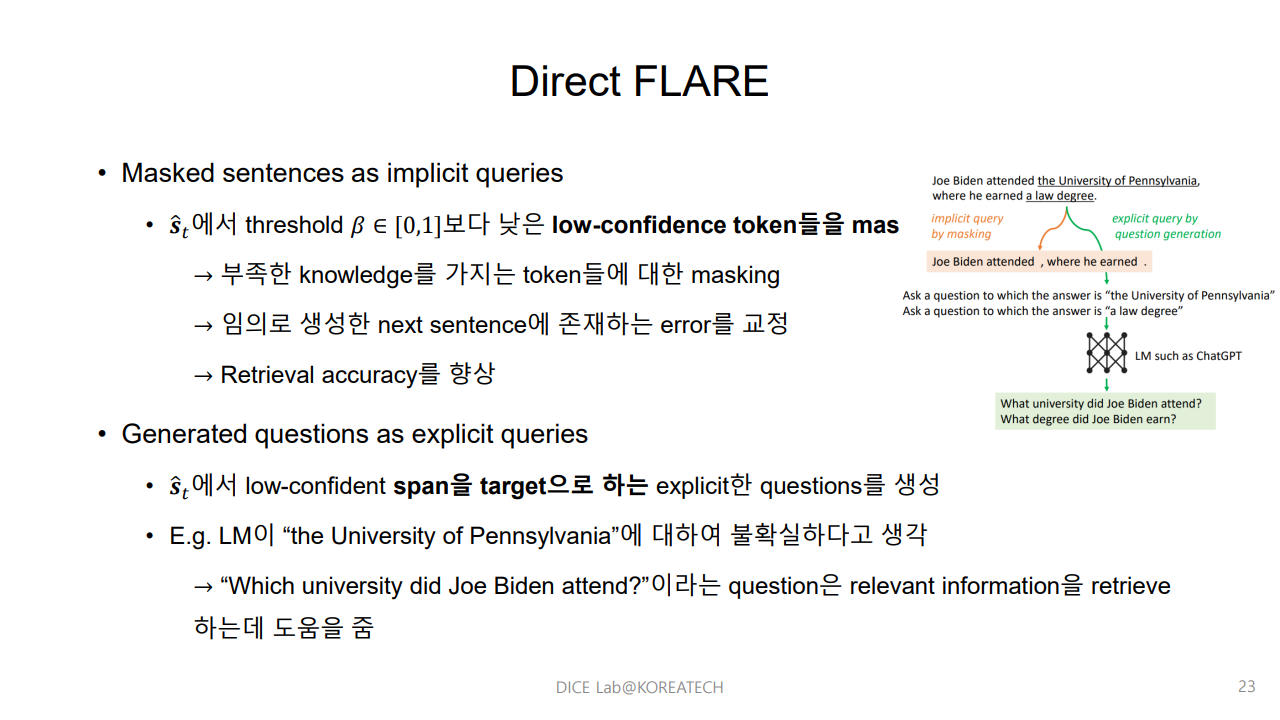 Direct FLARE
• Masked sentences as implicit queries
• ŝₜ에서 threshold β ∈ [0,1]보다 낮은 low-confidence token들을 mas
→ 부족한 knowledge를 가지는 token들에 대한 masking
→ 임의로 생성한 next sentence에 존재하는 error를 교정
→ Retrieval accuracy를 향상
• Generated questions as explicit queries
• ŝₜ에서 low-confident span을 target으로 하는 explicit한 questions를 생성
• E.g. LM이 “the University of Pennsylvania”에 대하여 불확실하다고 생각
→ “Which university did Joe Biden attend?”이라는 question은 relevant information을 retrieve
하는데 도움을 줌
Joe Biden attended the University of Pennsylvania,
where he earned a law degree.
implicit query
by masking
explicit query by
question generation
Joe Biden attended , where he earned .
Ask a question to which the answer is “the University of Pennsylvania”
Ask a question to which the answer is “a law degree”
LM such as ChatGPT
What university did Joe Biden attend?
What degree did Joe Biden earn?
DICE Lab@KOREATECH
23